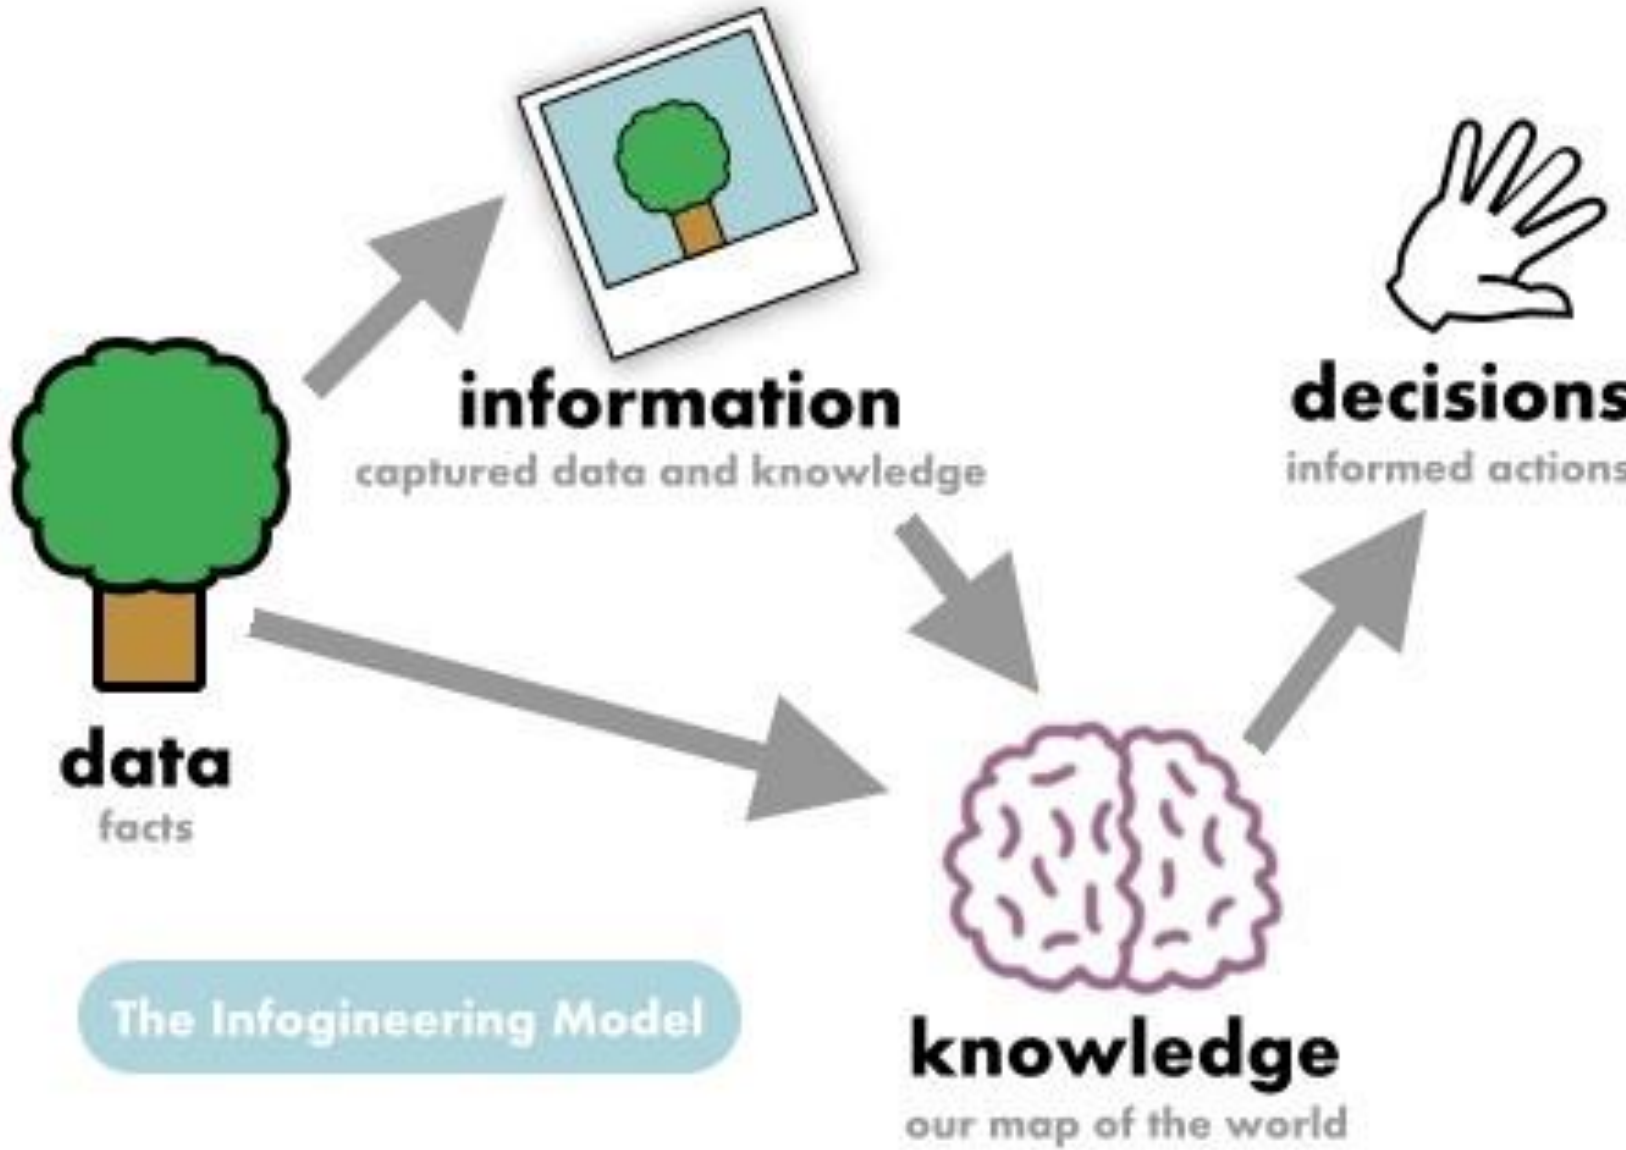 information
captured data and knowledge
decisions
informed actions
data
facts
The Infogineering Model
knowledge
our map of the world